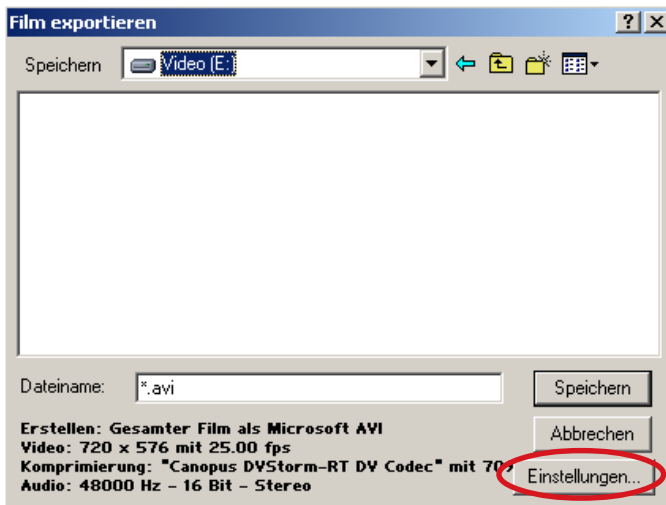 Film exportieren
Speichern
Video (E:)
Dateiname:
*.avi
Speichern
Erstellen: Gesamter Film als Microsoft AVI
Abbrechen
Video: 720 x 576 mit 25.00 fps
Komprimierung: "Canopus DVStorm-RT DV Codec" mit
Einstellungen...
Audio: 48000 Hz - 16 Bit - Stereo